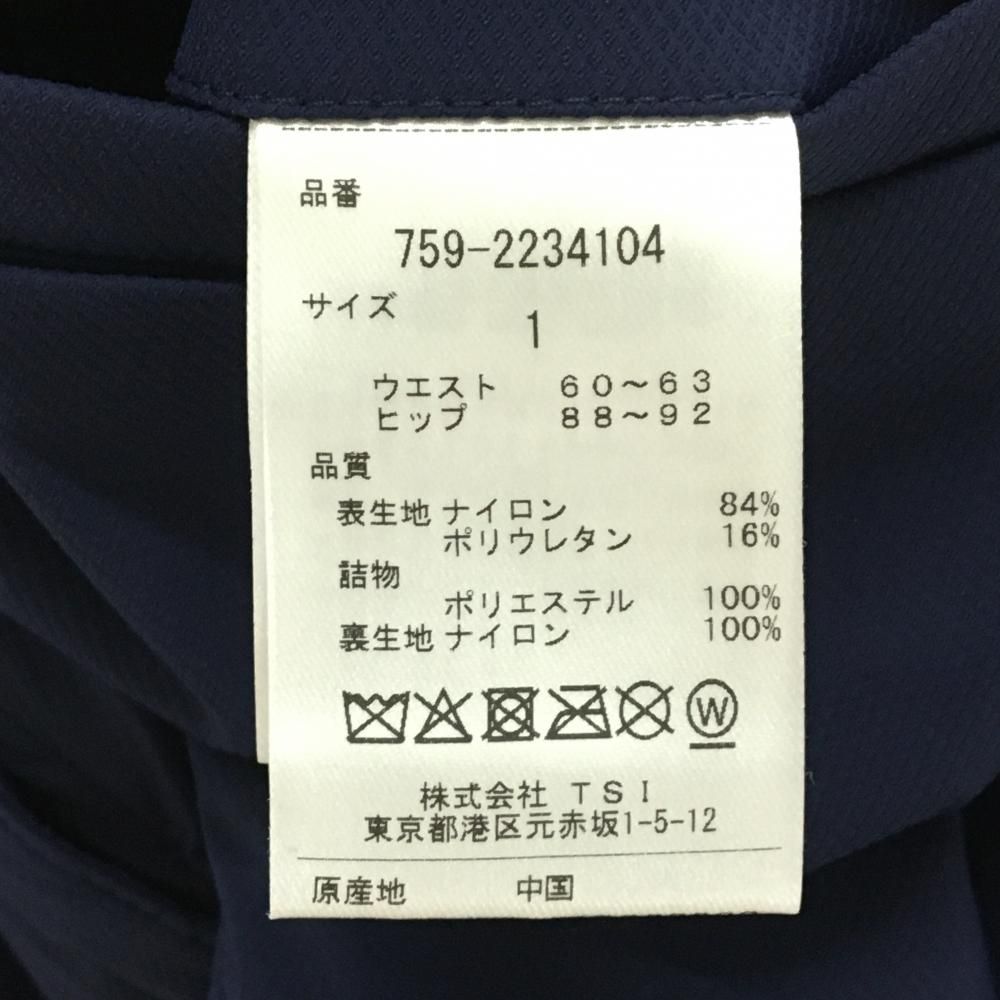 品番
759-2234104
サイズ
1
ウエスト 60～63
ヒップ 88～92
品質
表生地 ナイロン 84%
ポリウレタン 16%
詰物
ポリエステル 100%
裏生地 ナイロン 100%
W
株式会社 TSI
東京都港区元赤坂1-5-12
原産地 中国